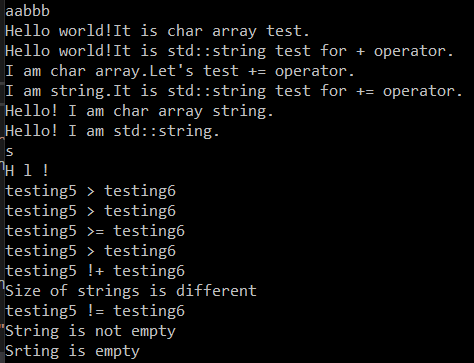 aabbb
Hello world!It is char array test.
Hello world!It is std::string test for + operator.
I am char array.Let's test += operator.
I am string.It is std::string test for += operator.
Hello! I am char array string.
Hello! I am std::string.
s
H l !
testing5 > testing6
testing5 > testing6
testing5 >= testing6
testing5 > testing6
testing5 !+ testing6
Size of strings is different
testing5 != testing6
String is not empty
Srting is empty